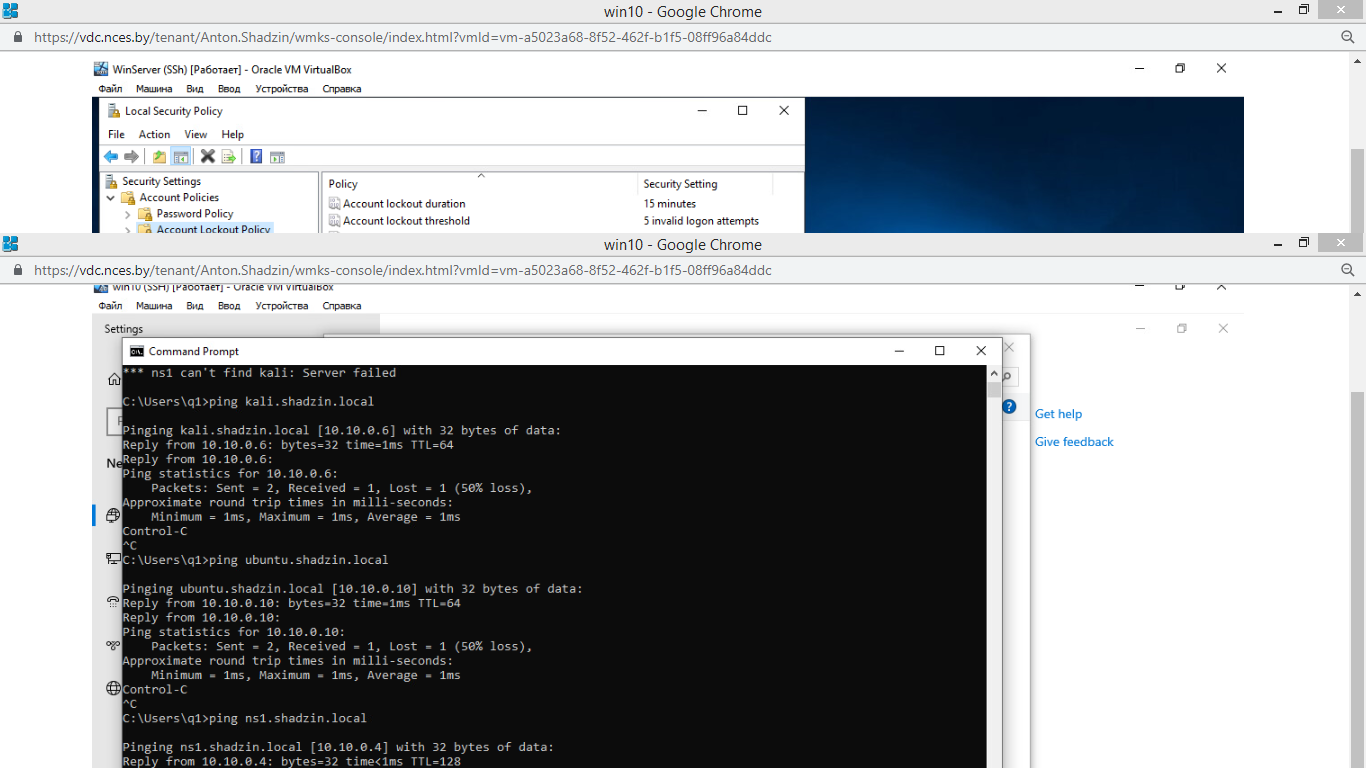 win10 - Google Chrome
https://vdc.nces.by/tenant/Anton.Shadzin/wmks-console/index.html?vmId=vm-a5023a68-8f52-462f-b1f5-08ff96a84ddc
WinServer (SSh) [Работает] - Oracle VM VirtualBox
Файл Машина Вид Ввод Устройства Справка
Local Security Policy
File Action View Help
Security Settings
Account Policies
Password Policy
Account Lockout Policy
Policy Security Setting
Account lockout duration 15 minutes
Account lockout threshold 5 invalid logon attempts
win10 - Google Chrome
https://vdc.nces.by/tenant/Anton.Shadzin/wmks-console/index.html?vmId=vm-a5023a68-8f52-462f-b1f5-08ff96a84ddc
win10 (SSH) [Работает] - Oracle VM VirtualBox
Файл Машина Вид Ввод Устройства Справка
Settings
Command Prompt
*** ns1 can't find kali: Server failed
C:\Users\q1>ping kali.shadzin.local
Pinging kali.shadzin.local [10.10.0.6] with 32 bytes of data:
Reply from 10.10.0.6: bytes=32 time=1ms TTL=64
Reply from 10.10.0.6:
Ping statistics for 10.10.0.6:
Packets: Sent = 2, Received = 1, Lost = 1 (50% loss),
Approximate round trip times in milli-seconds:
Minimum = 1ms, Maximum = 1ms, Average = 1ms
Control-C
^C
C:\Users\q1>ping ubuntu.shadzin.local
Pinging ubuntu.shadzin.local [10.10.0.10] with 32 bytes of data:
Reply from 10.10.0.10: bytes=32 time=1ms TTL=64
Reply from 10.10.0.10:
Ping statistics for 10.10.0.10:
Packets: Sent = 2, Received = 1, Lost = 1 (50% loss),
Approximate round trip times in milli-seconds:
Minimum = 1ms, Maximum = 1ms, Average = 1ms
Control-C
^C
C:\Users\q1>ping ns1.shadzin.local
Pinging ns1.shadzin.local [10.10.0.4] with 32 bytes of data:
Reply from 10.10.0.4: bytes=32 time<1ms TTL=128
Get help
Give feedback